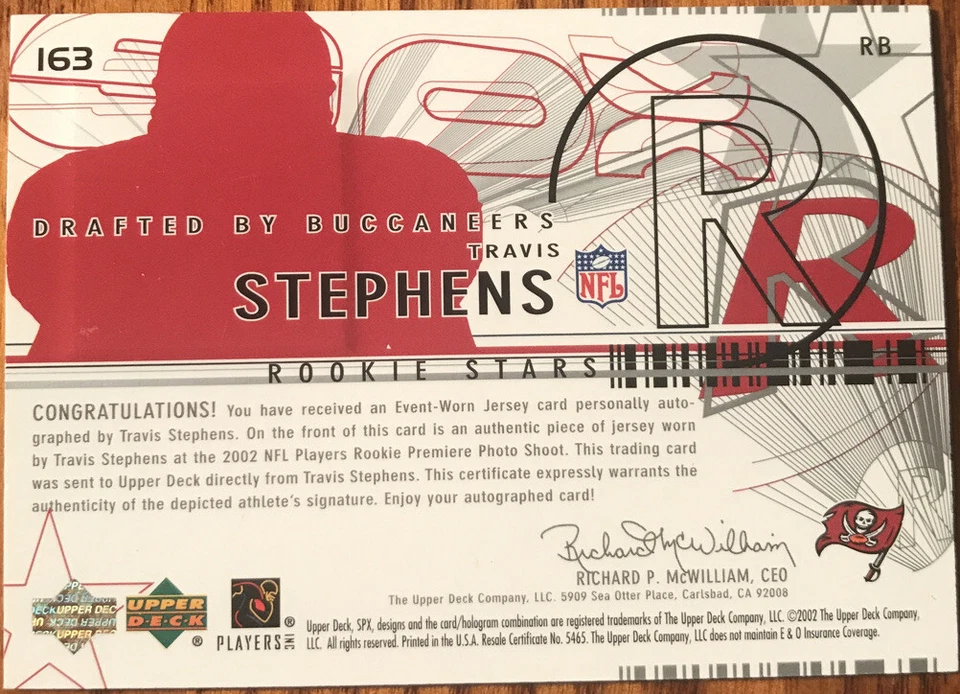 163
RB
SPX
R
R
DRAFTED BY BUCCANEERS
TRAVIS
STEPHENS
NFL
ROOKIE STARS
CONGRATULATIONS! You have received an Event-Worn Jersey card personally auto-
graphed by Travis Stephens. On the front of this card is an authentic piece of jersey worn
by Travis Stephens at the 2002 NFL Players Rookie Premiere Photo Shoot. This trading card
was sent to Upper Deck directly from Travis Stephens. This certificate expressly warrants the
authenticity of the depicted athlete's signature. Enjoy your autographed card!
Richard P. McWilliam
RICHARD P. McWILLIAM, CEO
The Upper Deck Company, LLC. 5909 Sea Otter Place, Carlsbad, CA 92008
UPPER DEC
UPPER
DECK
®
PLAYERS INC
Upper Deck, SPX, designs and the card/hologram combination are registered trademarks of The Upper Deck Company, LLC. ©2002 The Upper Deck Company,
LLC. All rights reserved. Printed in the U.S.A. Resale Certificate No. 5465. The Upper Deck Company, LLC does not maintain E & O Insurance Coverage.